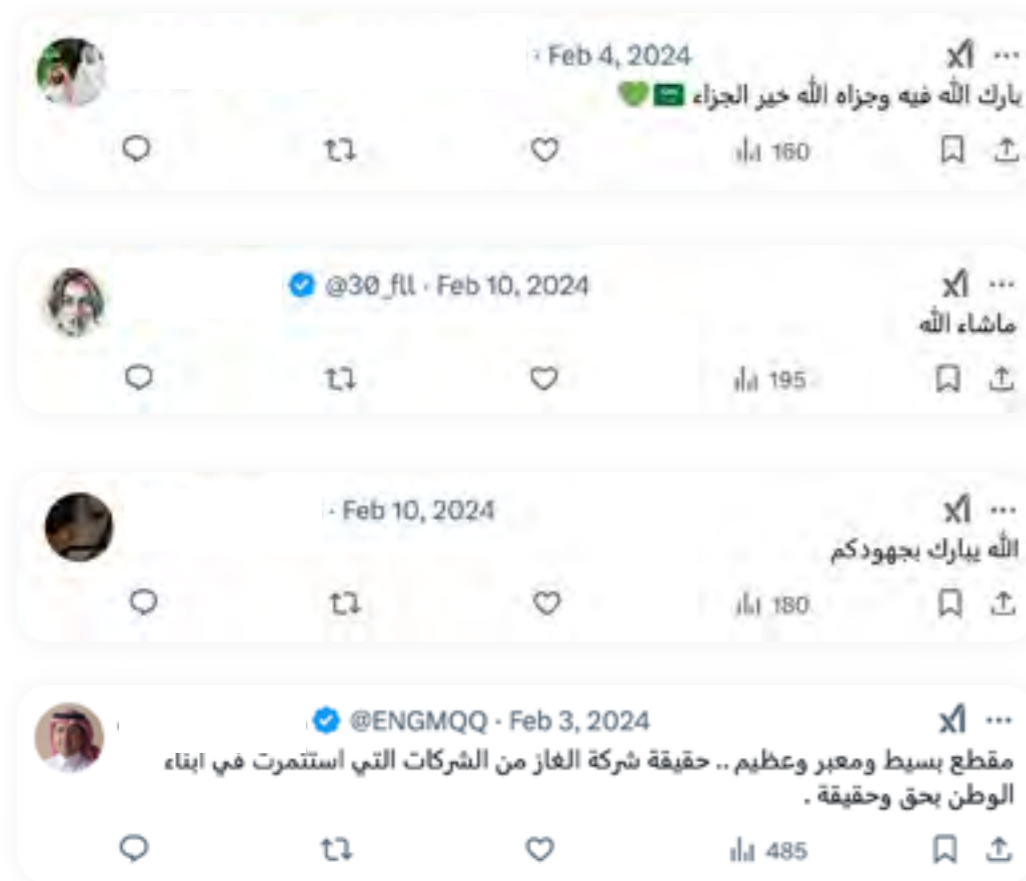 · Feb 4, 2024
بارك الله فيه وجزاه الله خير الجزاء
160
@30_fll · Feb 10, 2024
ماشاء الله
195
· Feb 10, 2024
الله يبارك بجهودكم
180
@ENGMQQ · Feb 3, 2024
مقطع بسيط ومعبر وعظيم .. حقيقة شركة الغاز من الشركات التي استثمرت في ابناء
الوطن بحق وحقيقة .
485